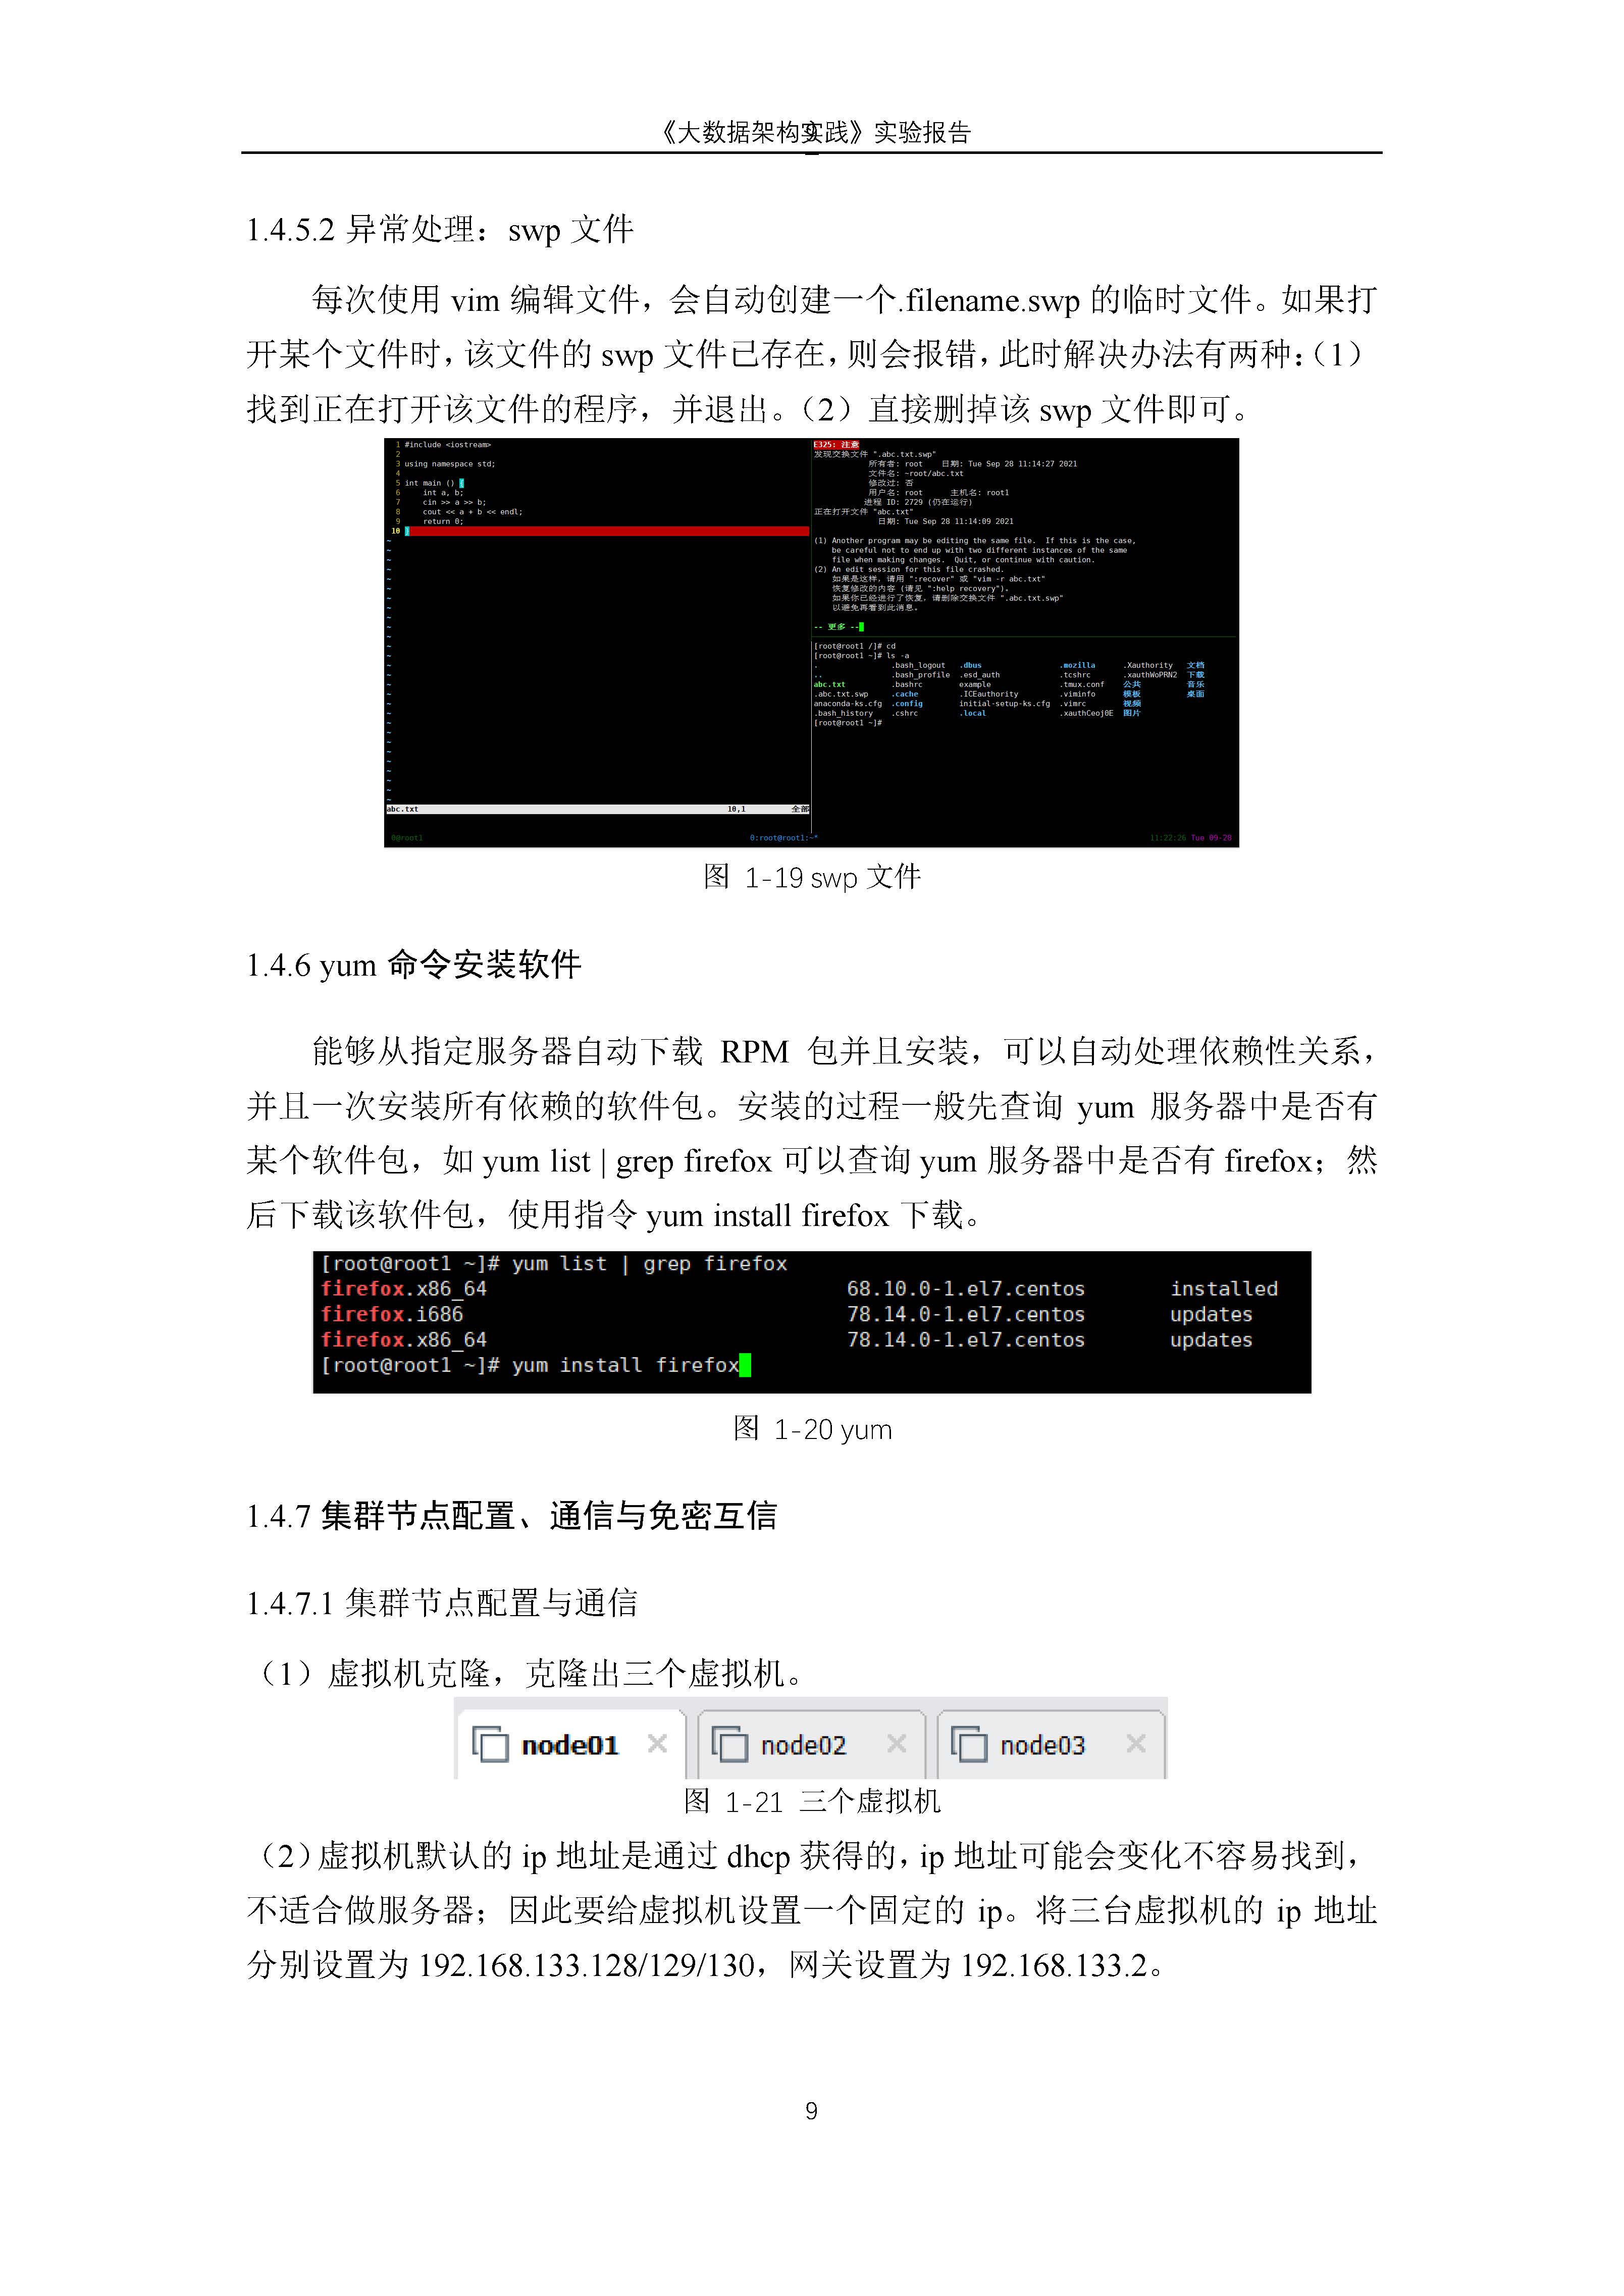 《大数据架构实践》实验报告
1.4.5.2 异常处理：swp 文件
每次使用 vim 编辑文件，会自动创建一个.filename.swp 的临时文件。如果打
开某个文件时，该文件的 swp 文件已存在，则会报错，此时解决办法有两种：（1）
找到正在打开该文件的程序，并退出。（2）直接删掉该 swp 文件即可。
1 #include <iostream>
2
3 using namespace std;
4
5 int main () {
6 int a, b;
7 cin >> a >> b;
8 cout << a + b << endl;
9 return 0;
10 }
abc.txt 10,1 全部
E325: 注意
发现交换文件 ".abc.txt.swp"
所有者: root 日期: Tue Sep 28 11:14:27 2021
文件名: ~root/abc.txt
修改过: 否
用户名: root 主机名: root1
进程 ID: 2729 (仍在运行)
正在打开文件 "abc.txt"
日期: Tue Sep 28 11:14:09 2021
(1) Another program may be editing the same file. If this is the case,
be careful not to end up with two different instances of the same
file when making changes. Quit, or continue with caution.
(2) An edit session for this file crashed.
如果是这样, 请用 ":recover" 或 "vim -r abc.txt"
恢复修改的内容 (请见 ":help recovery")。
如果你已经进行了恢复, 请删除交换文件 ".abc.txt.swp"
以避免再看到此消息。
-- 更多 --
[root@root1 /]# cd
[root@root1 ~]# ls -a
. .bash_logout .dbus .mozilla .Xauthority 文档
.. .bash_profile .esd_auth .tcshrc .xauthWoPRN2 下载
abc.txt .bashrc example .tmux.conf 公共 音乐
.abc.txt.swp .cache .ICEauthority .viminfo 模板 桌面
anaconda-ks.cfg .config initial-setup-ks.cfg .vimrc 视频
.bash_history .cshrc .local .xauthCeoj0E 图片
[root@root1 ~]#
0@root1 0:root@root1:~* 11:22:26 Tue 09-28
图 1-19 swp 文件
1.4.6 yum 命令安装软件
能够从指定服务器自动下载 RPM 包并且安装，可以自动处理依赖性关系，
并且一次安装所有依赖的软件包。安装的过程一般先查询 yum 服务器中是否有
某个软件包，如 yum list | grep firefox 可以查询 yum 服务器中是否有 firefox；然
后下载该软件包，使用指令 yum install firefox 下载。
[root@root1 ~]# yum list | grep firefox
firefox.x86_64 68.10.0-1.el7.centos installed
firefox.i686 78.14.0-1.el7.centos updates
firefox.x86_64 78.14.0-1.el7.centos updates
[root@root1 ~]# yum install firefox
图 1-20 yum
1.4.7 集群节点配置、通信与免密互信
1.4.7.1 集群节点配置与通信
（1）虚拟机克隆，克隆出三个虚拟机。
node01 × node02 × node03 ×
图 1-21 三个虚拟机
（2）虚拟机默认的 ip 地址是通过 dhcp 获得的，ip 地址可能会变化不容易找到，
不适合做服务器；因此要给虚拟机设置一个固定的 ip。将三台虚拟机的 ip 地址
分别设置为 192.168.133.128/129/130，网关设置为 192.168.133.2。
9